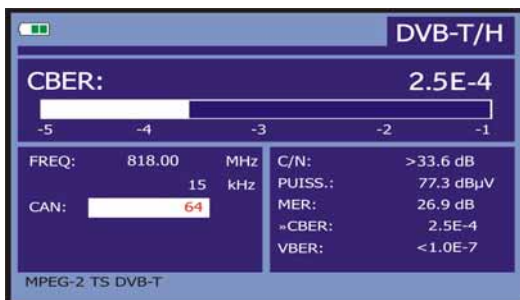 DVB-T/H
CBER: 2.5E-4
-5 -4 -3 -2 -1
FREQ: 818.00 MHz
15 kHz
CAN: 64
C/N: >33.6 dB
PUISS.: 77.3 dBµV
MER: 26.9 dB
»CBER: 2.5E-4
VBER: <1.0E-7
MPEG-2 TS DVB-T